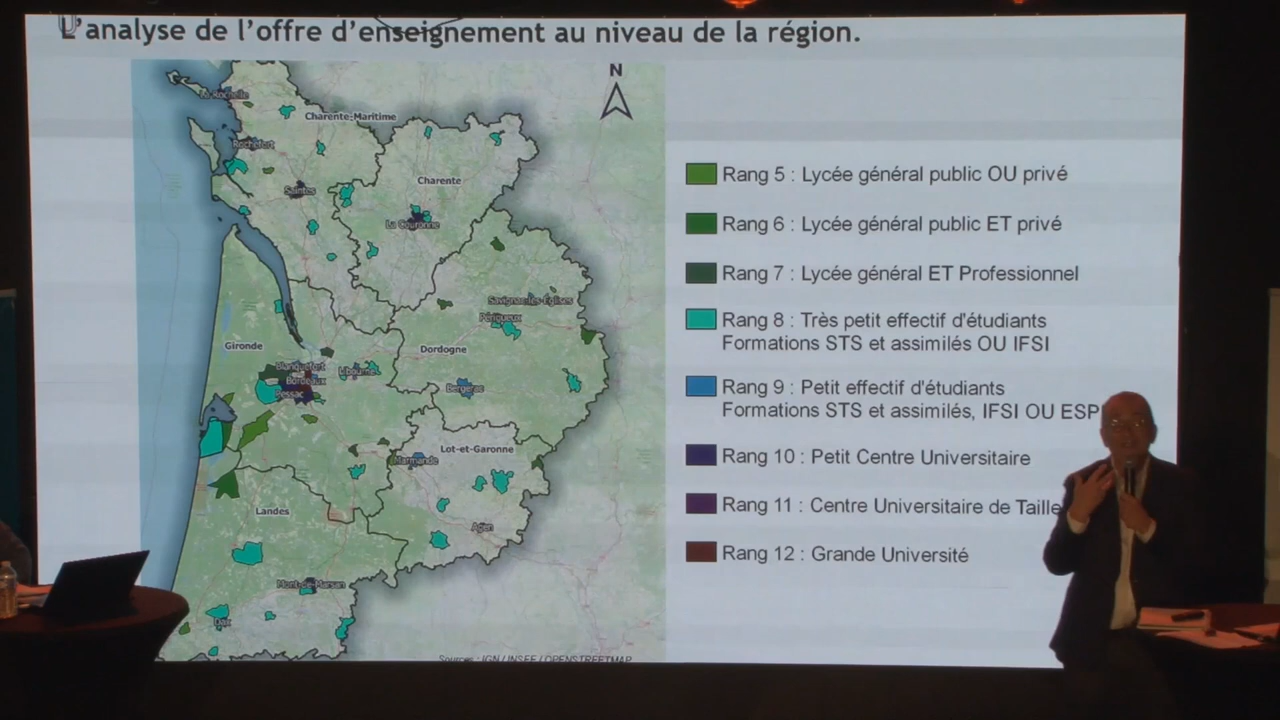 L'analyse de l'offre d'enseignement au niveau de la région.
N
La Rochelle
Charente-Maritime
Rochefort
Charente
Saintes
La Couronne
Savignac-les-Églises
Périgueux
Gironde
Dordogne
Blanquefort
Libourne
Bordeaux
Pessac
Bergerac
Lot-et-Garonne
Marmande
Landes
Agen
Mont-de-Marsan
Dax
Sources : IGN / INSEE / OPENSTREETMAP
Rang 5 : Lycée général public OU privé
Rang 6 : Lycée général public ET privé
Rang 7 : Lycée général ET Professionnel
Rang 8 : Très petit effectif d'étudiants
Formations STS et assimilés OU IFSI
Rang 9 : Petit effectif d'étudiants
Formations STS et assimilés, IFSI OU ESP
Rang 10 : Petit Centre Universitaire
Rang 11 : Centre Universitaire de Taille
Rang 12 : Grande Université